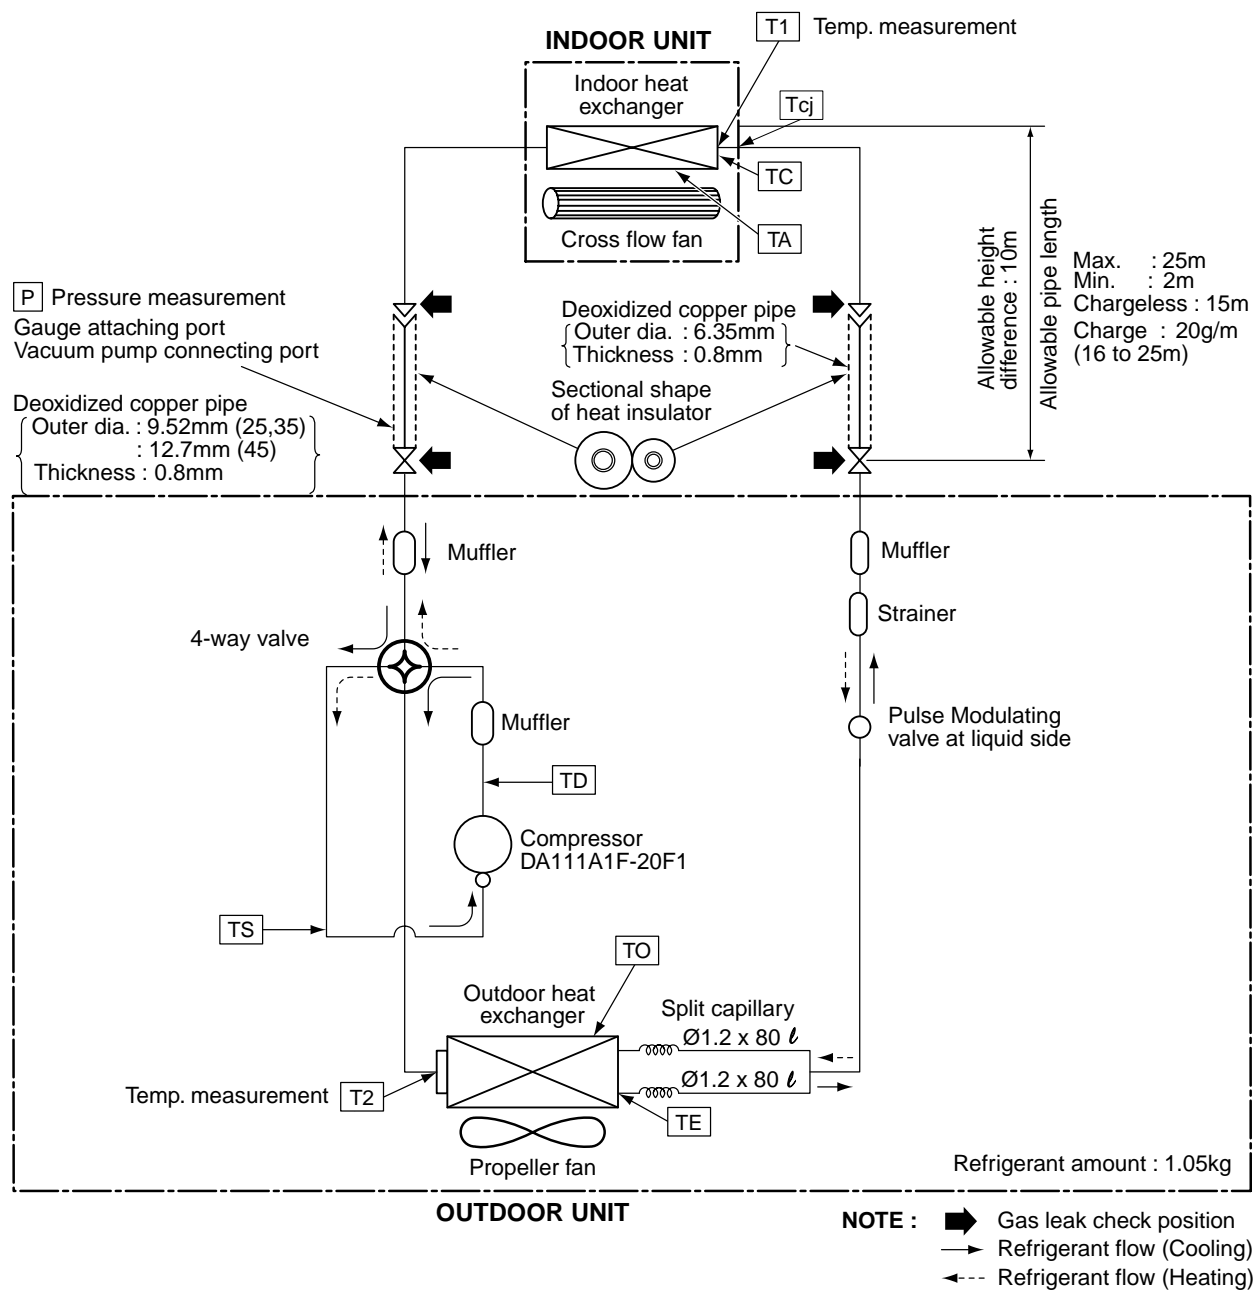 T1 Temp. measurement
INDOOR UNIT
Indoor heat
exchanger
Tcj
TC
TA
Cross flow fan
Allowable height
difference : 10m
Allowable pipe length
Max. : 25m
Min. : 2m
Chargeless : 15m
Charge : 20g/m
(16 to 25m)
P Pressure measurement
Gauge attaching port
Vacuum pump connecting port
Deoxidized copper pipe
Outer dia. : 9.52mm (25,35)
: 12.7mm (45)
Thickness : 0.8mm
Deoxidized copper pipe
Outer dia. : 6.35mm
Thickness : 0.8mm
Sectional shape
of heat insulator
Muffler
Muffler
Strainer
4-way valve
Muffler
Pulse Modulating
valve at liquid side
TD
Compressor
DA111A1F-20F1
TS
TO
Outdoor heat
exchanger
Split capillary
Ø1.2 x 80 ℓ
Ø1.2 x 80 ℓ
Temp. measurement T2
TE
Propeller fan
Refrigerant amount : 1.05kg
OUTDOOR UNIT
NOTE : Gas leak check position
Refrigerant flow (Cooling)
Refrigerant flow (Heating)